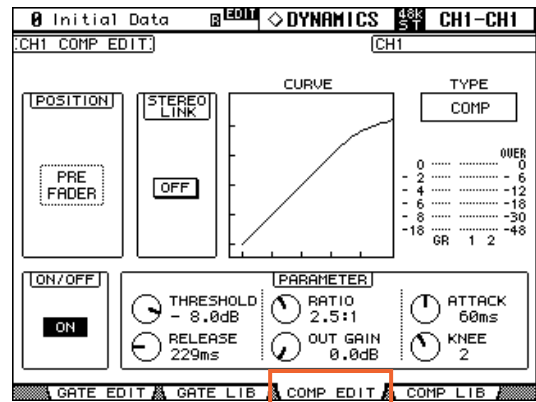 0 Initial Data B EDIT ◇DYNAMICS 48K ST CH1-CH1
CH1 COMP EDIT CH1
POSITION
PRE
FADER
STEREO
LINK
OFF
CURVE
TYPE
COMP
OVER
0 0
- 2 - 6
- 4 -12
- 6 -18
- 8 -30
-18 -48
GR 1 2
ON/OFF
ON
PARAMETER
THRESHOLD
- 8.0dB
RATIO
2.5:1
ATTACK
60ms
RELEASE
229ms
OUT GAIN
0.0dB
KNEE
2
GATE EDIT GATE LIB COMP EDIT COMP LIB